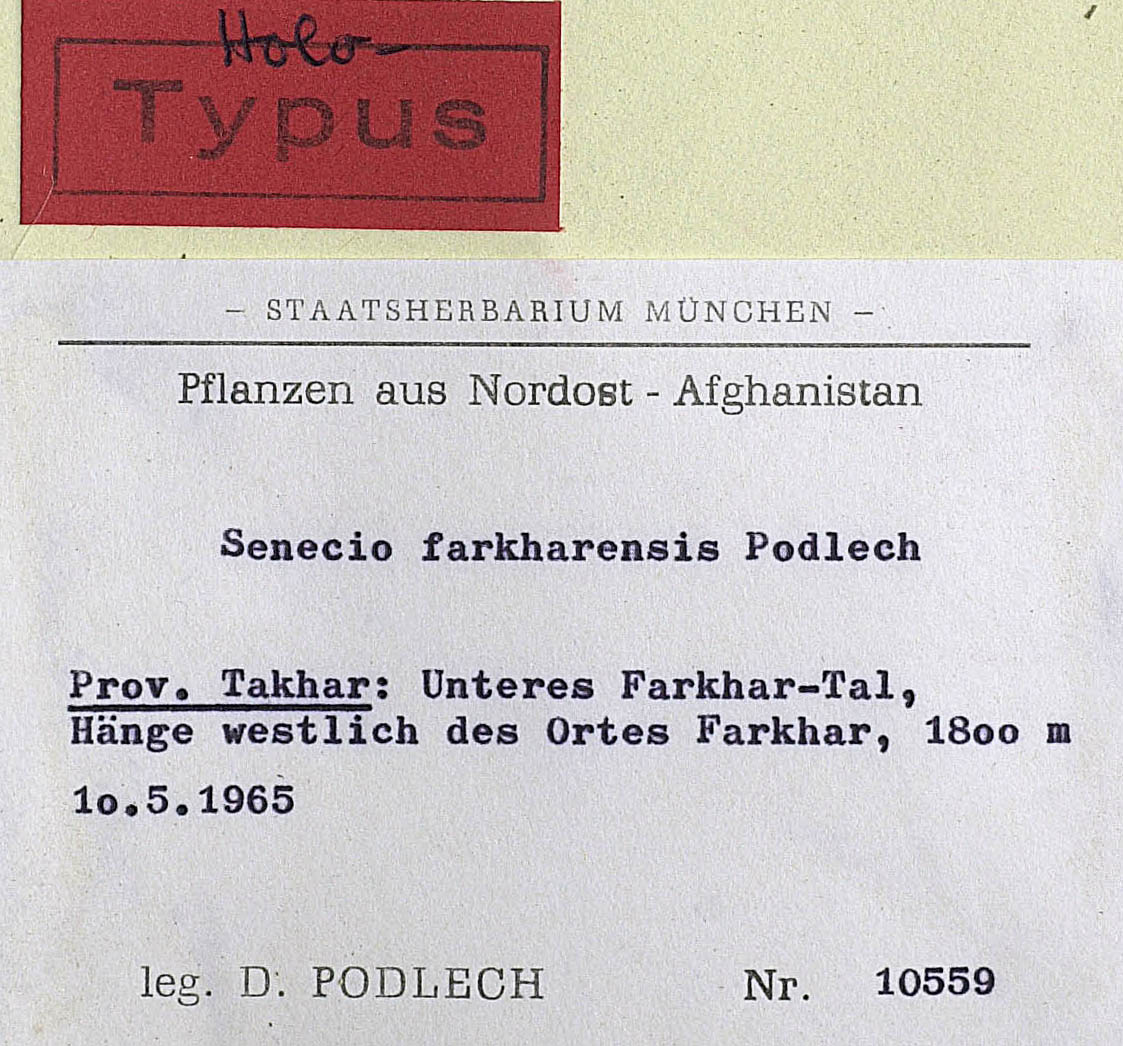 Holo-
Typus
- STAATSHERBARIUM MÜNCHEN -
Pflanzen aus Nordost - Afghanistan
Senecio farkharensis Podlech
Prov. Takhar: Unteres Farkhar-Tal,
Hänge westlich des Ortes Farkhar, 18oo m
1o.5.1965
leg. D. PODLECH Nr. 10559